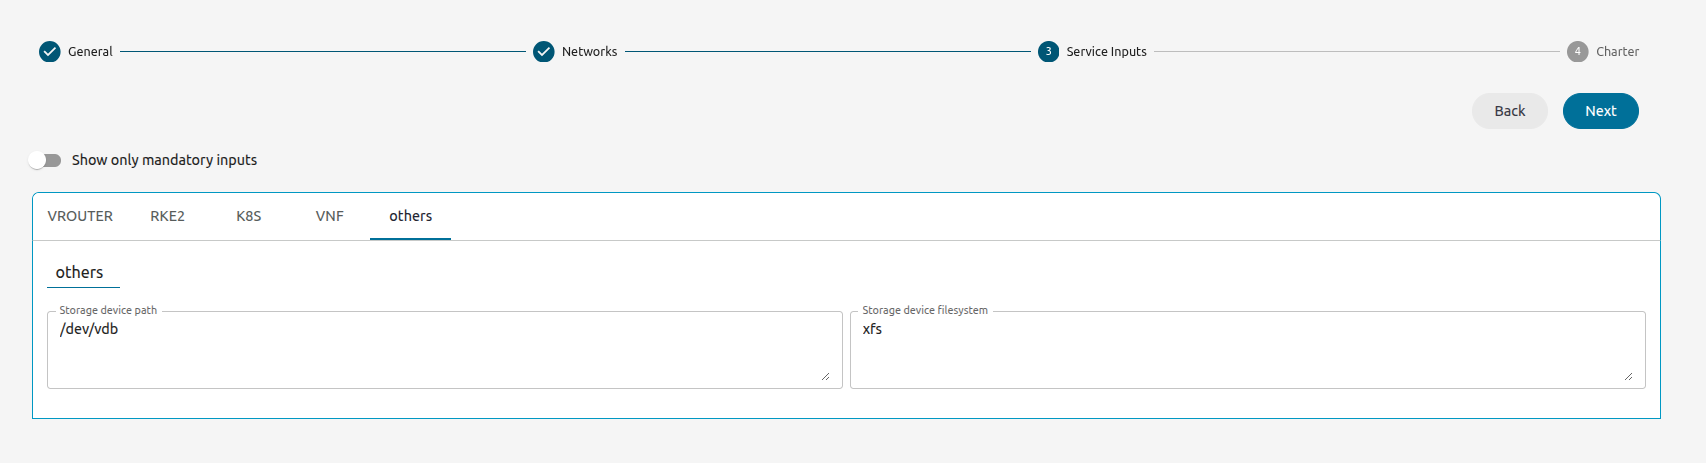 General
Networks
3 Service Inputs
4 Charter
Back
Next
Show only mandatory inputs
VROUTER RKE2 K8S VNF others
others
Storage device path
/dev/vdb
Storage device filesystem
xfs